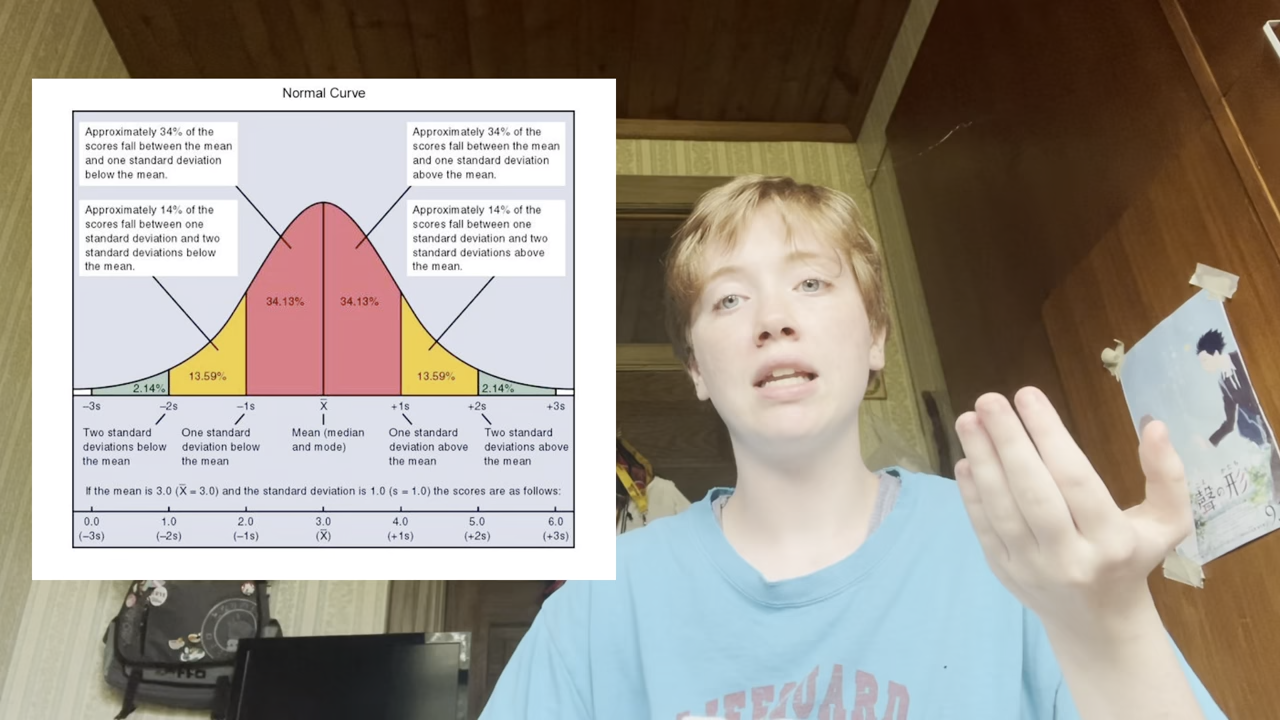 Normal Curve
Approximately 34% of the
scores fall between the mean
and one standard deviation
below the mean.
Approximately 34% of the
scores fall between the mean
and one standard deviation
above the mean.
Approximately 14% of the
scores fall between one
standard deviation and two
standard deviations below
the mean.
Approximately 14% of the
scores fall between one
standard deviation and two
standard deviations above
the mean.
34.13% 34.13%
13.59% 13.59%
2.14% 2.14%
–3s –2s –1s X̄ +1s +2s +3s
Two standard
deviations below
the mean
One standard
deviation below
the mean
Mean (median
and mode)
One standard
deviation above
the mean
Two standard
deviations above
the mean
If the mean is 3.0 (X̄ = 3.0) and the standard deviation is 1.0 (s = 1.0) the scores are as follows:
0.0 1.0 2.0 3.0 4.0 5.0 6.0
(–3s) (–2s) (–1s) (X̄) (+1s) (+2s) (+3s)
LIFEGUARD
聲の形